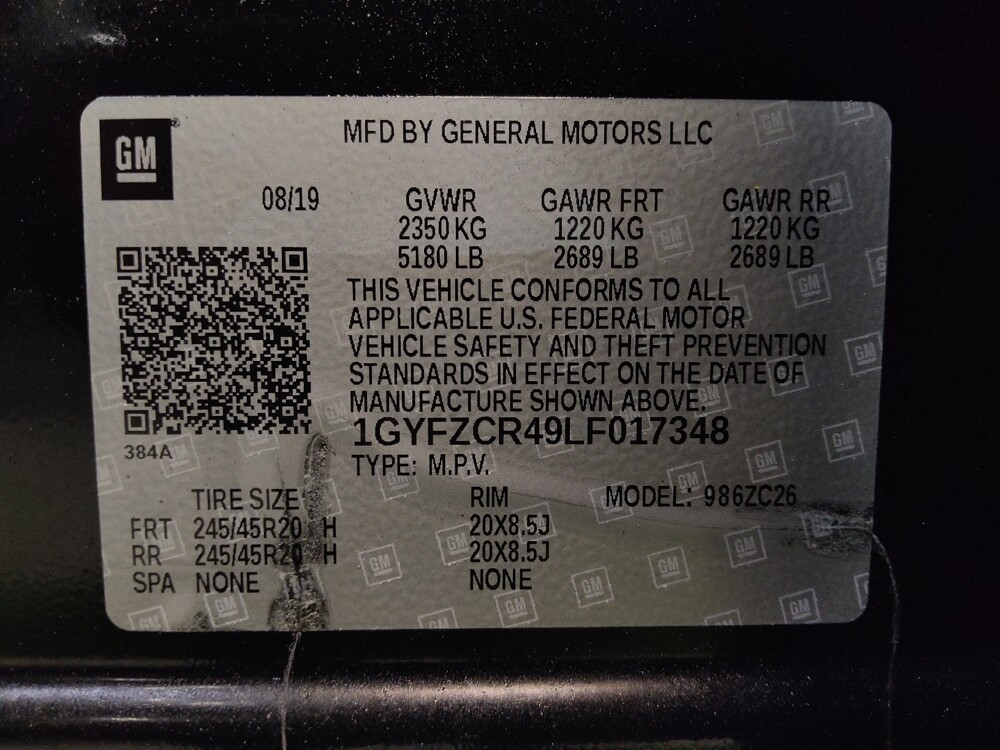 GM
MFD BY GENERAL MOTORS LLC
08/19 GVWR GAWR FRT GAWR RR
2350 KG 1220 KG 1220 KG
5180 LB 2689 LB 2689 LB
THIS VEHICLE CONFORMS TO ALL
APPLICABLE U.S. FEDERAL MOTOR
VEHICLE SAFETY AND THEFT PREVENTION
STANDARDS IN EFFECT ON THE DATE OF
MANUFACTURE SHOWN ABOVE.
384A
1GYFZCR49LF017348
TYPE: M.P.V.
TIRE SIZE RIM MODEL: 986ZC26
FRT 245/45R20 H 20X8.5J
RR 245/45R20 H 20X8.5J
SPA NONE NONE